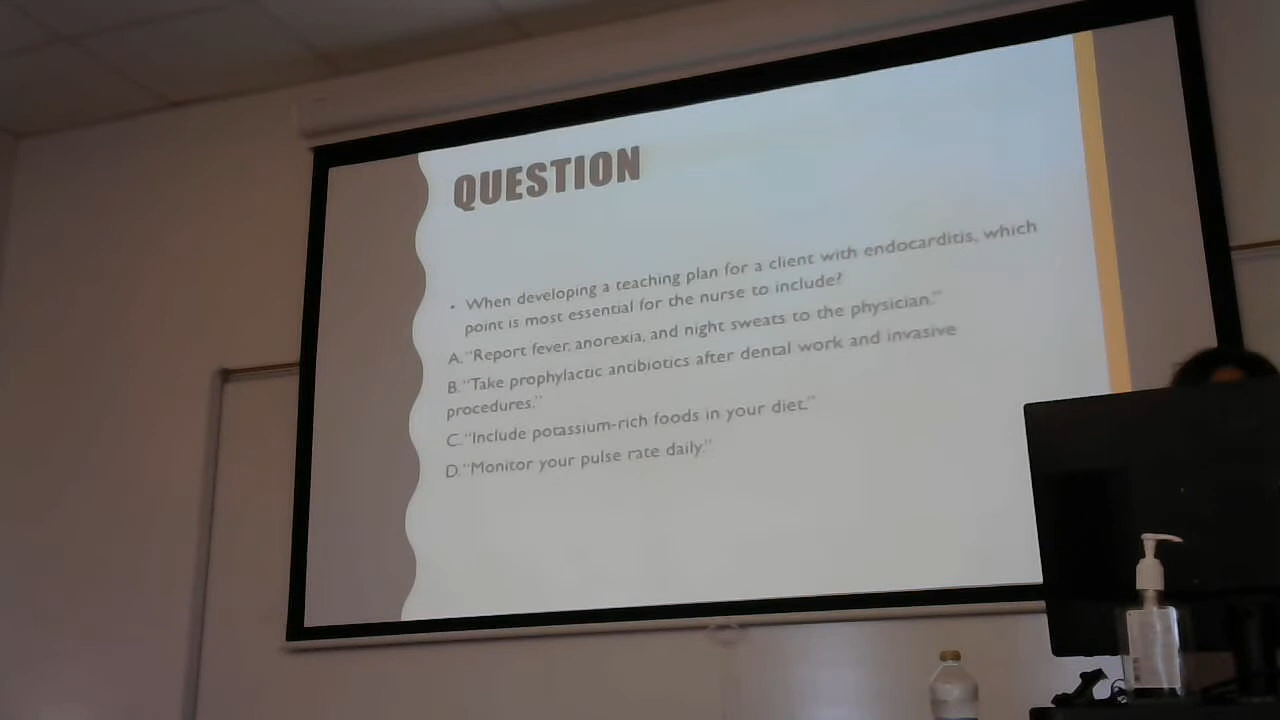 QUESTION
• When developing a teaching plan for a client with endocarditis, which
point is most essential for the nurse to include?
A. "Report fever, anorexia, and night sweats to the physician."
B. "Take prophylactic antibiotics after dental work and invasive
procedures."
C. "Include potassium-rich foods in your diet."
D. "Monitor your pulse rate daily"